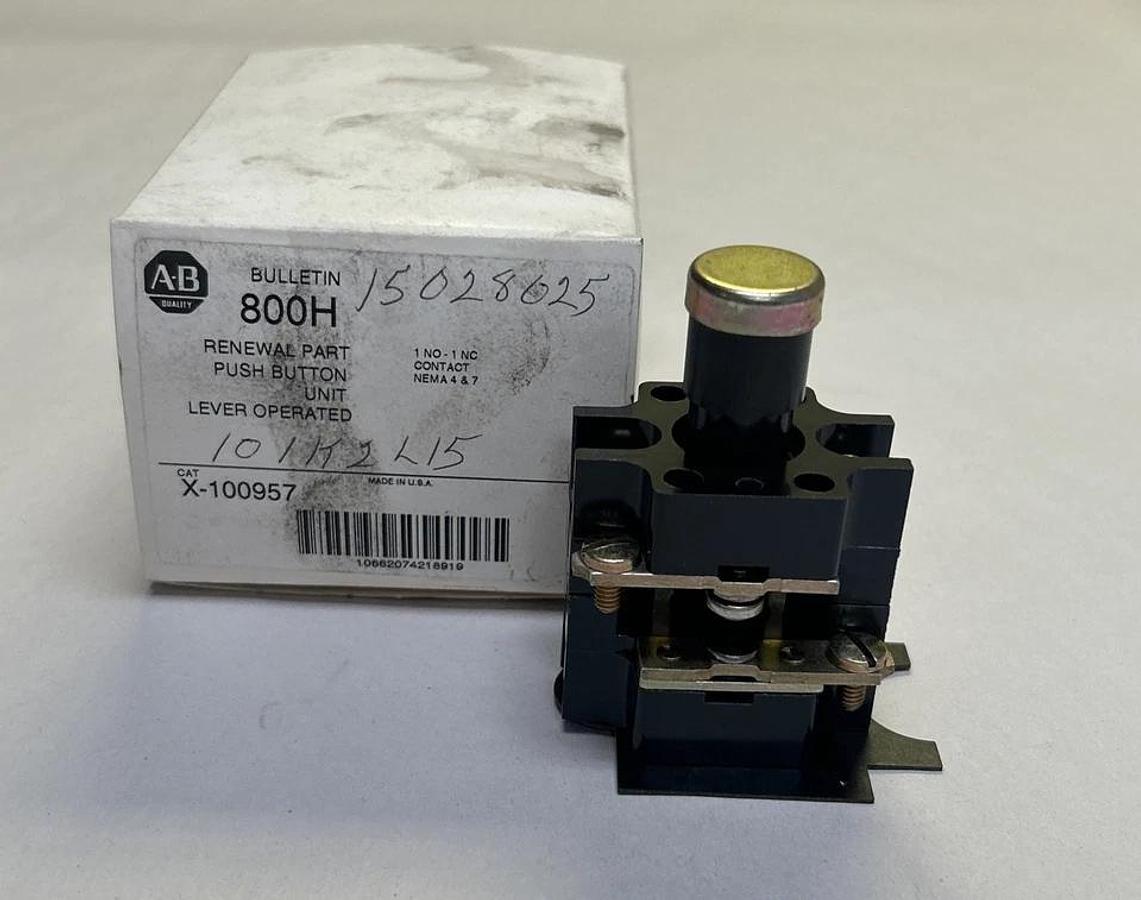 A-B
QUALITY
BULLETIN
800H
15028625
RENEWAL PART
PUSH BUTTON
UNIT
LEVER OPERATED
1 NO - 1 NC
CONTACT
NEMA 4 & 7
101K2L15
CAT
X-100957
MADE IN U.S.A.
10662074218919